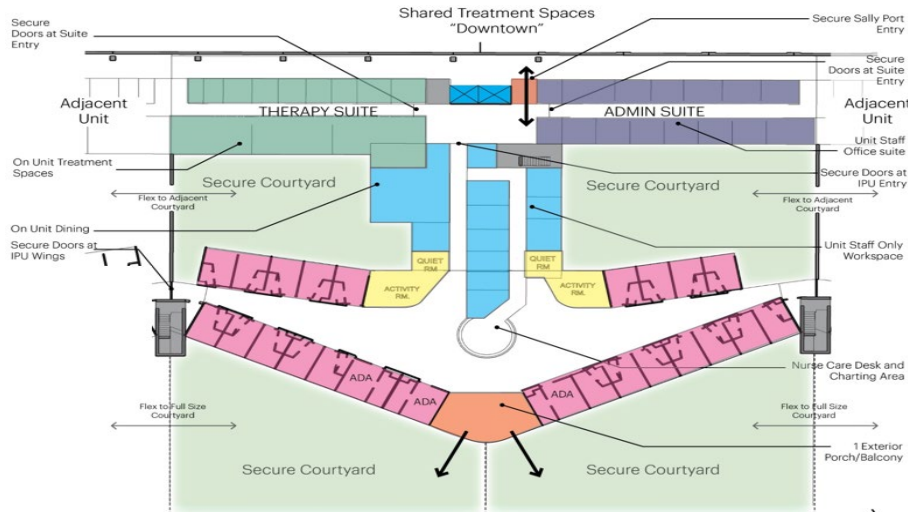 Shared Treatment Spaces
"Downtown"
Secure
Doors at Suite
Entry
Secure Sally Port
Entry
Secure
Doors at Suite
Entry
Adjacent
Unit
THERAPY SUITE
ADMIN SUITE
Adjacent
Unit
On Unit Treatment
Spaces
Unit Staff
Office suite
Secure Courtyard
Secure Courtyard
Secure Doors at
IPU Entry
Flex to Adjacent
Courtyard
Flex to Adjacent
Courtyard
On Unit Dining
Secure Doors at
IPU Wings
Unit Staff Only
Workspace
QUIET
RM
QUIET
RM
ACTIVITY
RM.
ACTIVITY
RM.
Nurse Care Desk and
Charting Area
ADA
ADA
ADA
Flex to Full Size
Courtyard
Flex to Full Size
Courtyard
1 Exterior
Porch/Balcony
Secure Courtyard
Secure Courtyard